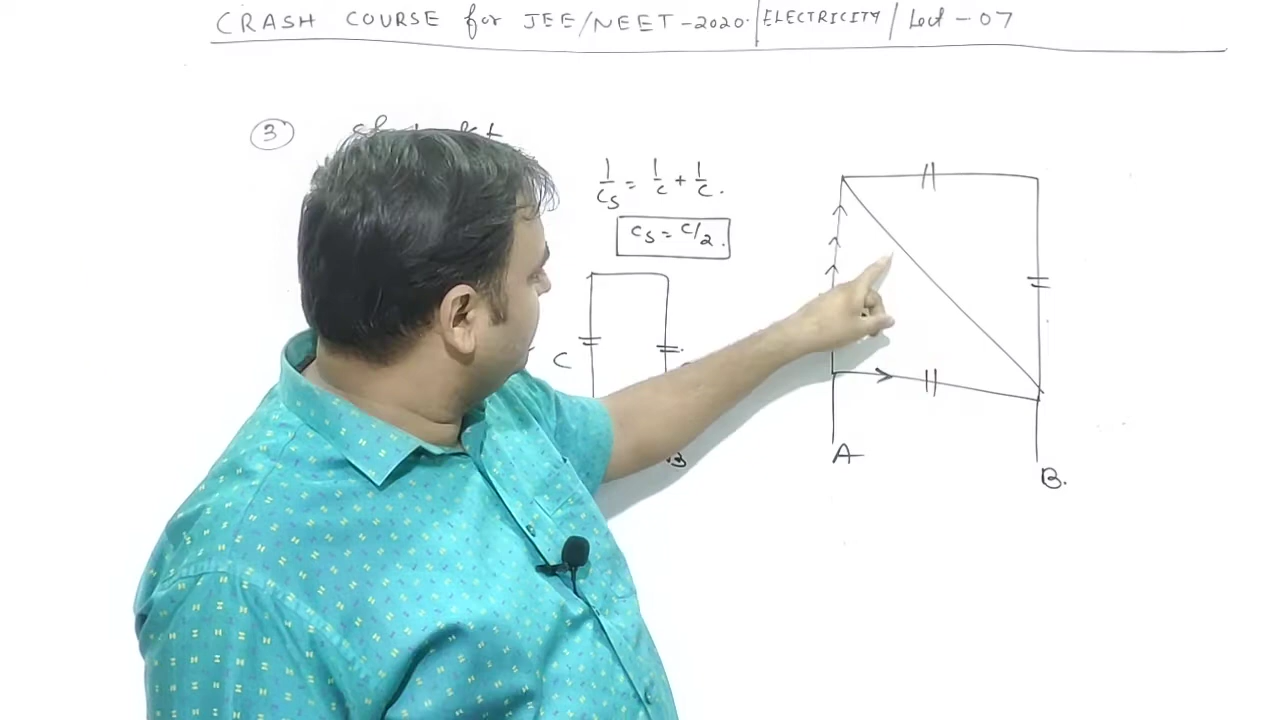 CRASH COURSE for JEE/NEET-2020. | ELECTRICITY / Lect - 07
3
1/Cs = 1/C + 1/C.
Cs = C/2.
C
B
A
B.